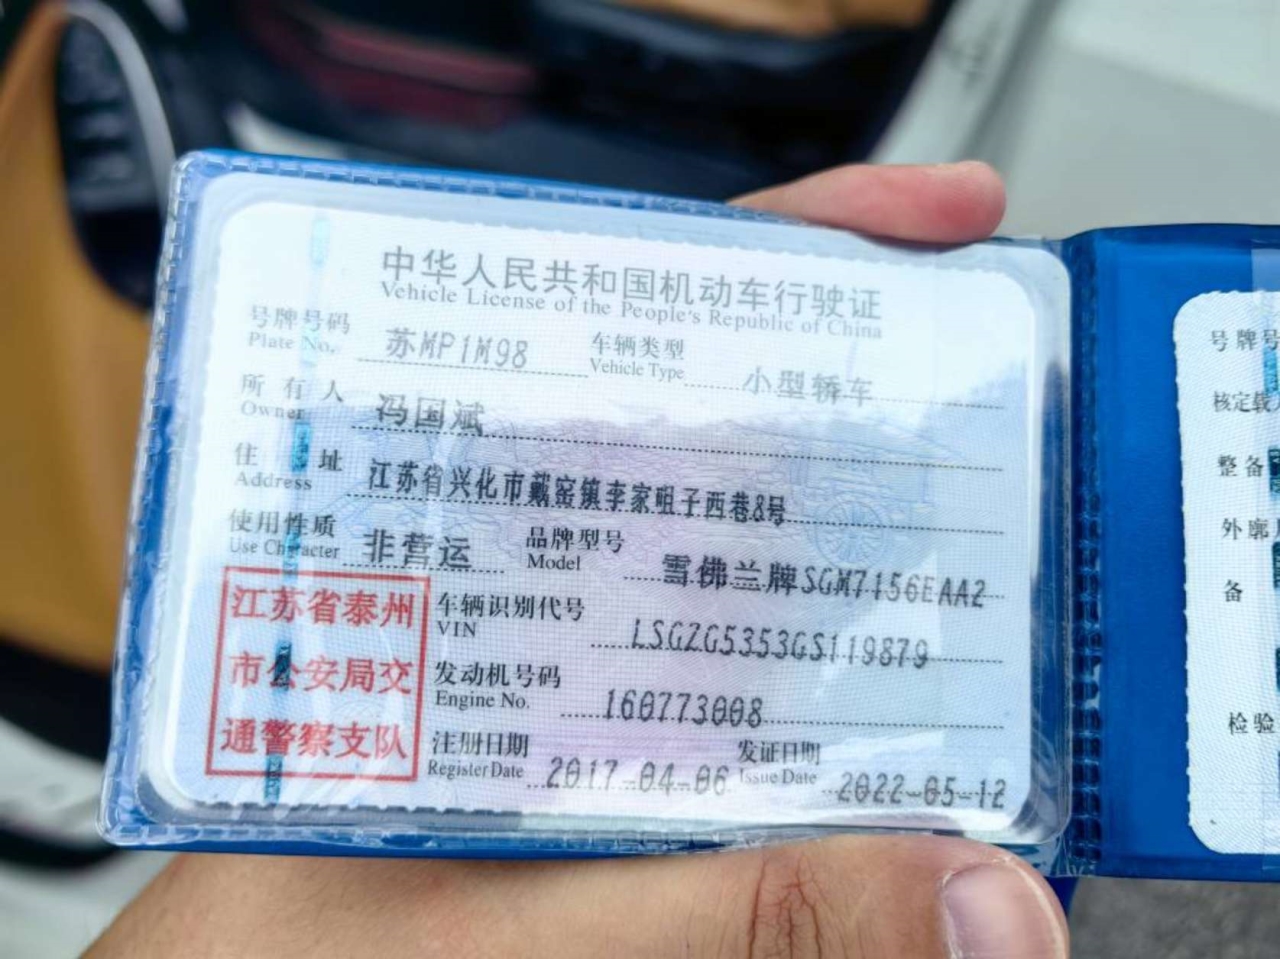 中华人民共和国机动车行驶证
Vehicle License of the People's Republic of China
号牌号码 苏MP1M98 车辆类型 小型轿车
Plate No. Vehicle Type
所有人 冯国斌
Owner
住址 江苏省兴化市戴窑镇李家咀子西巷8号
Address
使用性质 非营运 品牌型号 雪佛兰牌SGM7156EAA2
Use Character Model
江苏省泰州
市公安局交
通警察支队
车辆识别代号 LSGZG5353GS119879
VIN
发动机号码 160773008
Engine No.
注册日期 2017-04-06 发证日期 2022-05-12
Register Date Issue Date
号牌号
核定载
整备
外廓
备
检验